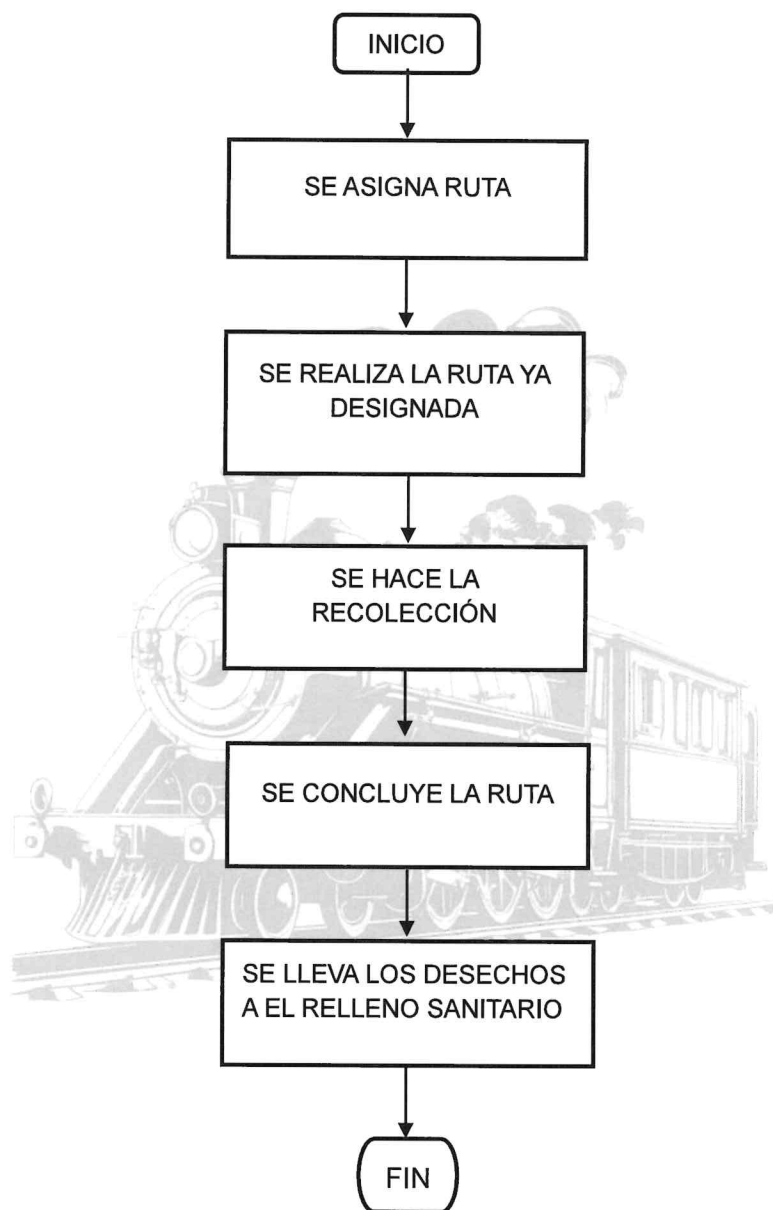 INICIO
SE ASIGNA RUTA
SE REALIZA LA RUTA YA
DESIGNADA
SE HACE LA
RECOLECCIÓN
SE CONCLUYE LA RUTA
SE LLEVA LOS DESECHOS
A EL RELLENO SANITARIO
FIN